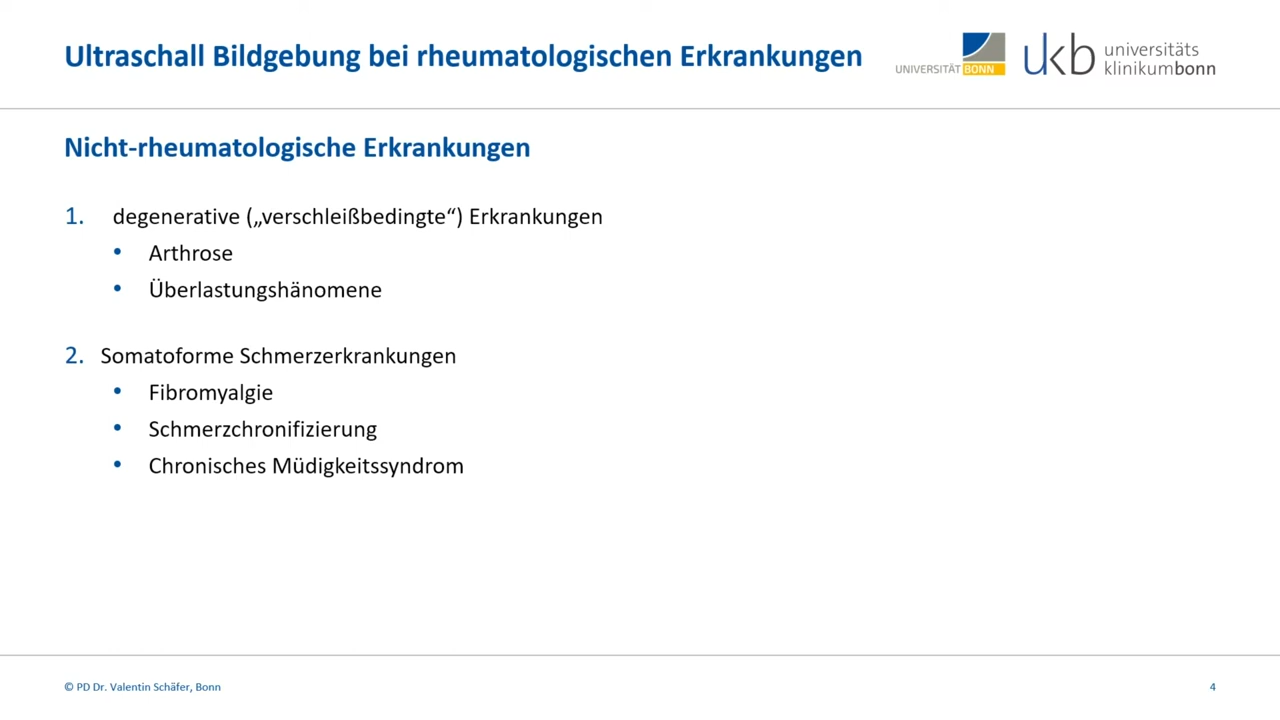 Ultraschall Bildgebung bei rheumatologischen Erkrankungen
UNIVERSITÄT BONN
ukb universitäts
klinikumbonn
Nicht-rheumatologische Erkrankungen
1. degenerative („verschleißbedingte“) Erkrankungen
• Arthrose
• Überlastungshänomene
2. Somatoforme Schmerzerkrankungen
• Fibromyalgie
• Schmerzchronifizierung
• Chronisches Müdigkeitssyndrom
© PD Dr. Valentin Schäfer, Bonn
4